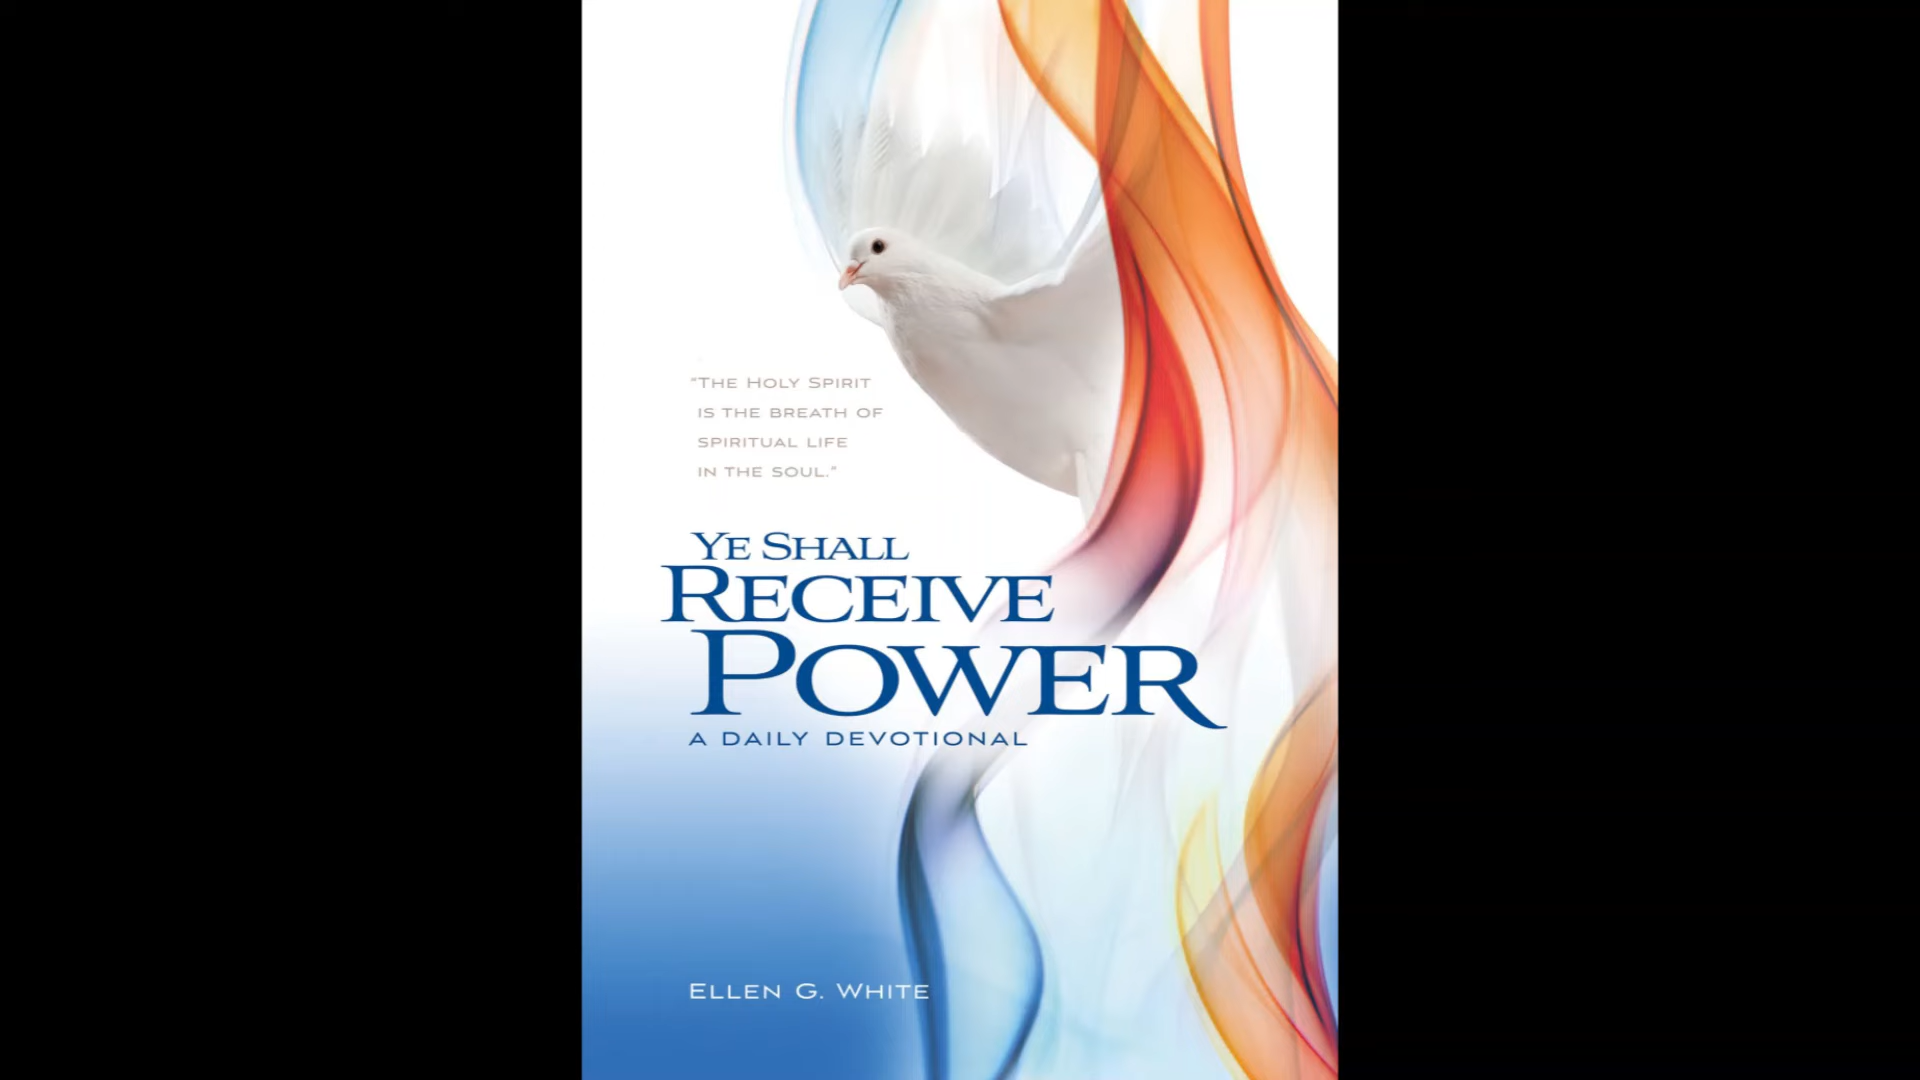 “The Holy Spirit
is the breath of
spiritual life
in the soul.”
Ye Shall
Receive
Power
A Daily Devotional
Ellen G. White